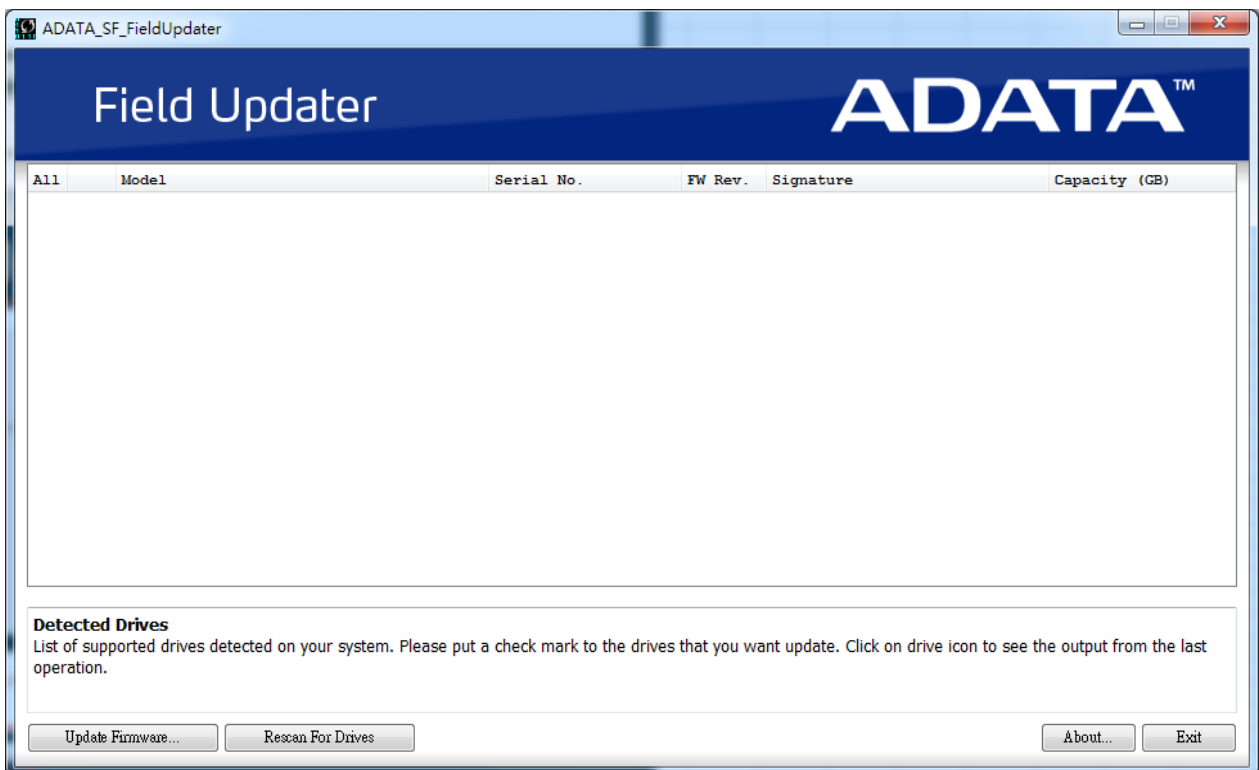 ADATA_SF_FieldUpdater
Field Updater
ADATA™
All Model Serial No. FW Rev. Signature Capacity (GB)
Detected Drives
List of supported drives detected on your system. Please put a check mark to the drives that you want update. Click on drive icon to see the output from the last
operation.
Update Firmware... Rescan For Drives About... Exit